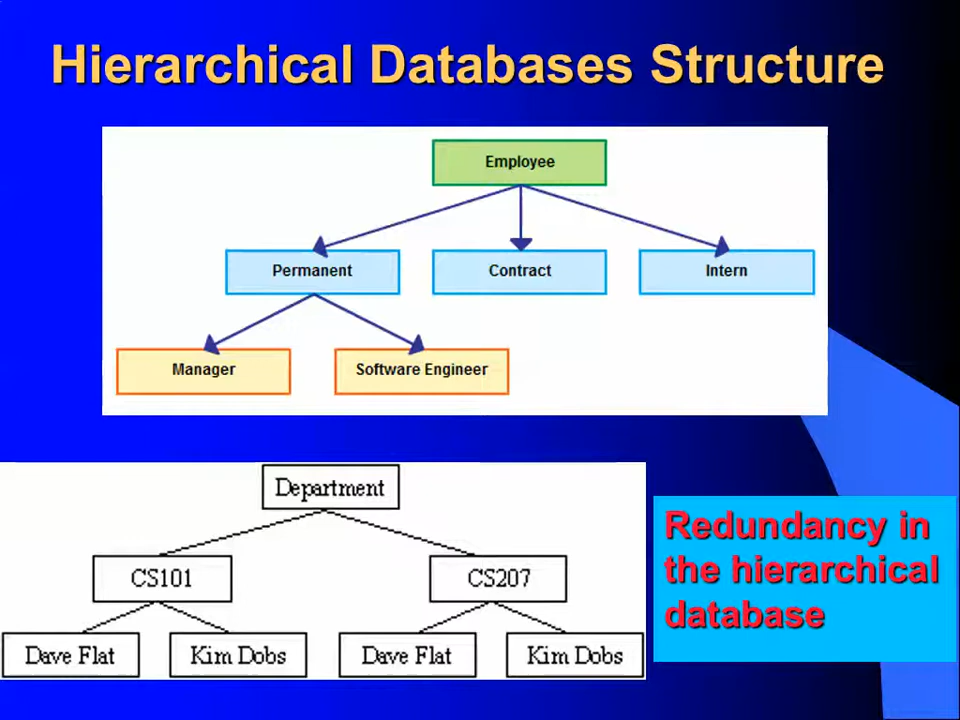 Hierarchical Databases Structure
Employee
Permanent
Contract
Intern
Manager
Software Engineer
Department
CS101
CS207
Dave Flat
Kim Dobs
Dave Flat
Kim Dobs
Redundancy in
the hierarchical
database